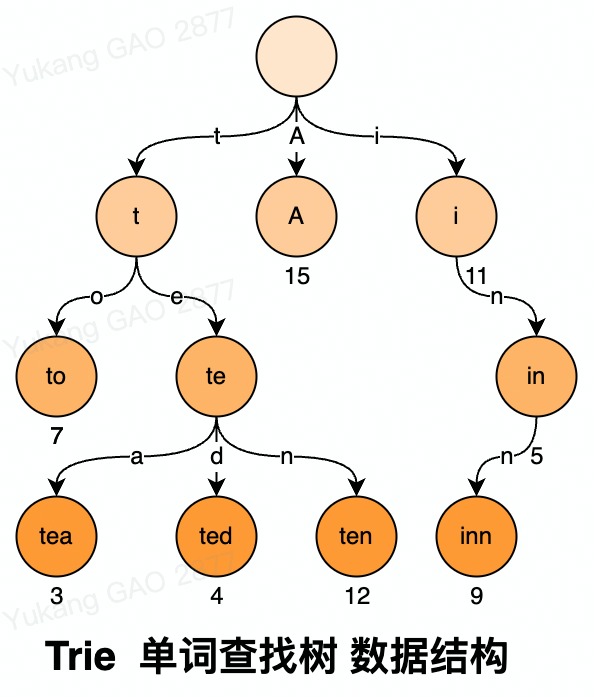 Yukang GAO 2877
t A i
t A i
15 11
o e n
Yukang GAO 2877
to te in
7
a d n n 5
tea ted ten inn
3 4 12 9
Yukang GAO 2877
Trie 单词查找树 数据结构